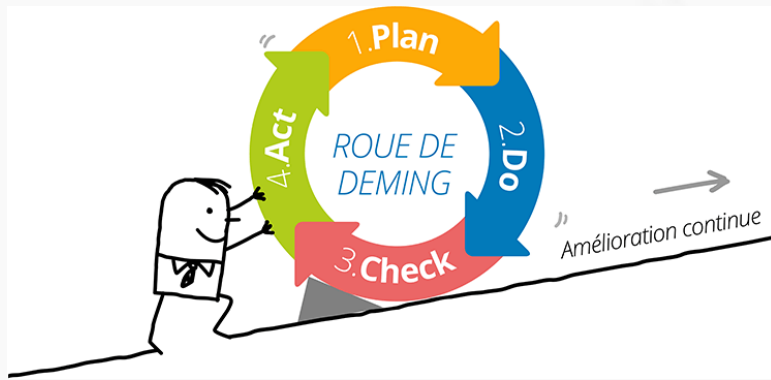 1.Plan
2.Do
3.Check
4.Act
ROUE DE
DEMING
Amélioration continue